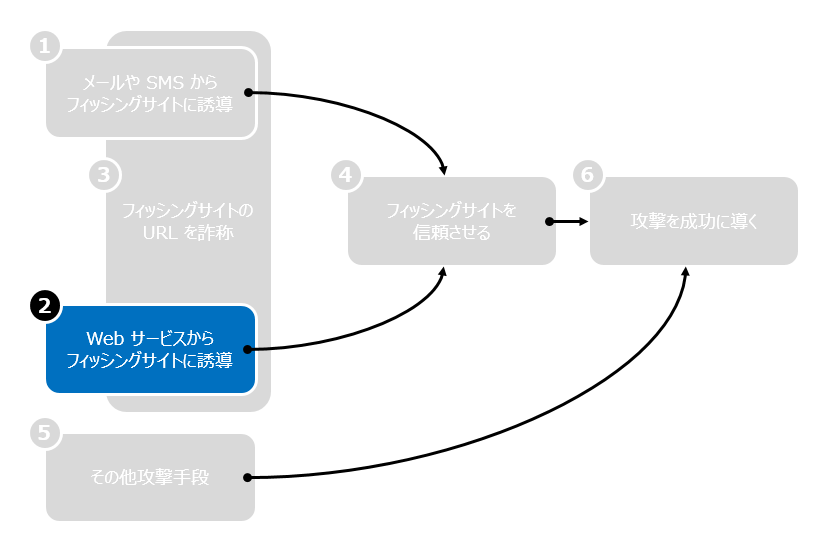 1
メールや SMS から
フィッシングサイトに誘導
3
フィッシングサイトの
URL を詐称
2
Web サービスから
フィッシングサイトに誘導
4
フィッシングサイトを
信頼させる
5
その他攻撃手段
6
攻撃を成功に導く